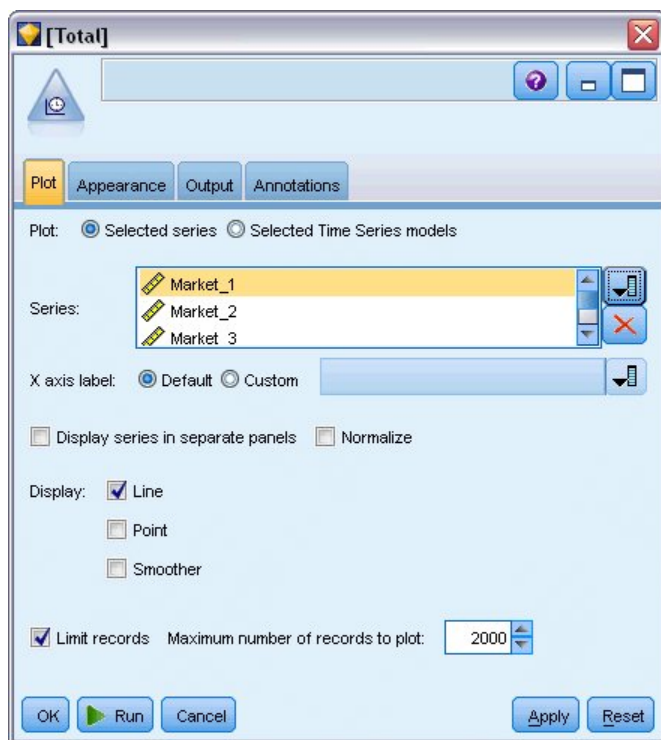 [Total]
Plot Appearance Output Annotations
Plot: Selected series Selected Time Series models
Series:
Market_1
Market_2
Market_3
X axis label: Default Custom
Display series in separate panels Normalize
Display: Line
Point
Smoother
Limit records Maximum number of records to plot: 2000
OK Run Cancel Apply Reset